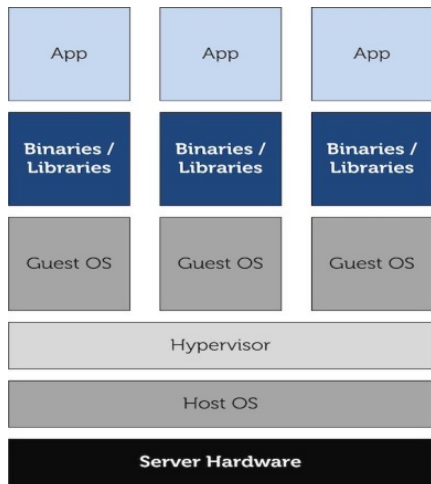 App App App
Binaries / Binaries / Binaries /
Libraries Libraries Libraries
Guest OS Guest OS Guest OS
Hypervisor
Host OS
Server Hardware